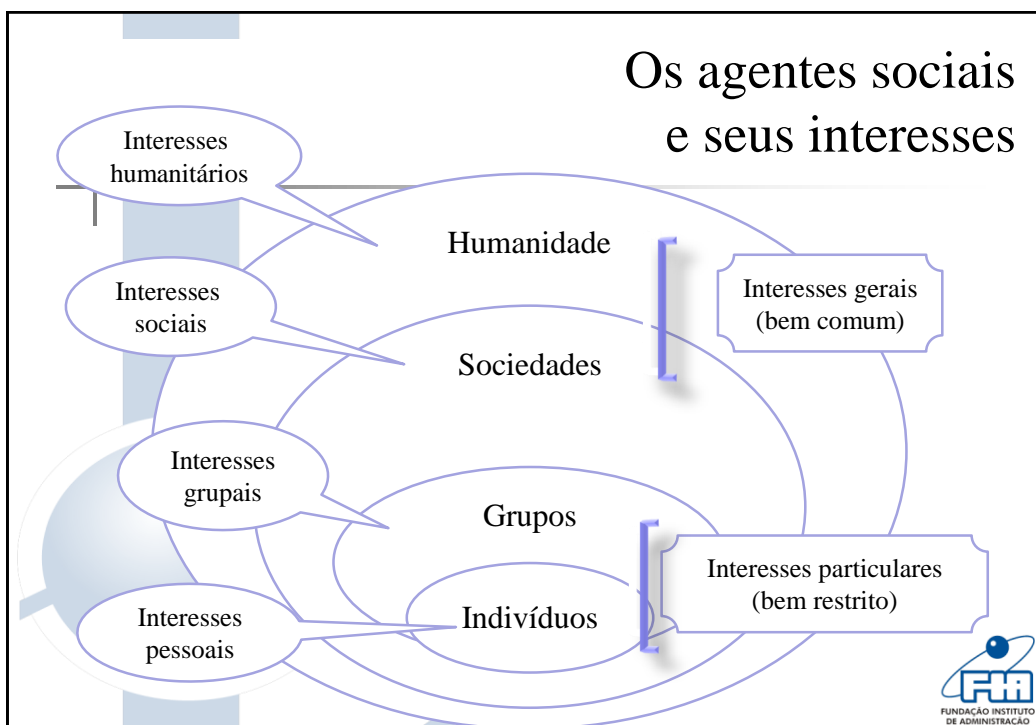 Os agentes sociais
e seus interesses
Interesses
humanitários
Humanidade
Interesses gerais
(bem comum)
Interesses
sociais
Sociedades
Interesses
grupais
Grupos
Interesses particulares
(bem restrito)
Indivíduos
Interesses
pessoais
FIA
FUNDAÇÃO INSTITUTO
DE ADMINISTRAÇÃO